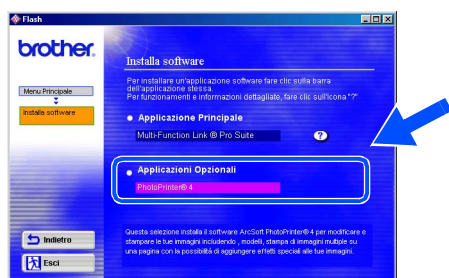 Flash
brother.
Installa software
Per installare un'applicazione software fare clic sulla barra
dell'applicazione stessa.
Per funzionamenti e informazioni dettagliate, fare clic sull'icona "?"
Menu Principale
Installa software
Applicazione Principale
Multi-Function Link ® Pro Suite
?
Applicazioni Opzionali
PhotoPrinter® 4
Questa selezione installa il software ArcSoft PhotoPrinter® 4 per modificare e
stampare le tue immagini includendo , modelli, stampa di immagini multiple su
una pagina con la possibilità di aggiungere effetti speciali alle tue immagini.
Indietro
Esci